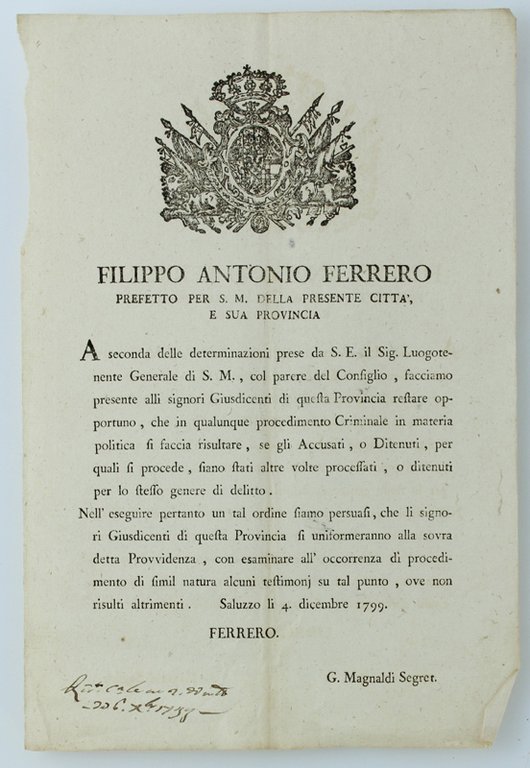 FILIPPO ANTONIO FERRERO
PREFETTO PER S. M. DELLA PRESENTE CITTA',
E SUA PROVINCIA
A seconda delle determinazioni prese da S. E. il Sig. Luogote-
nente Generale di S. M., col parere del Configlio, facciamo
presente alli signori Giusdicenti di queſta Provincia reſtare op-
portuno, che in qualunque procedimento Criminale in materia
politica ſi faccia riſultare, se gli Accuſati, o Ditenuti, per
quali ſi procede, ſiano ſtati altre volte proceſſati, o ditenuti
per lo ſteſſo genere di delitto.
Nell' eſeguire pertanto un tal ordine ſiamo perſuaſi, che li signo-
ri Giusdicenti di queſta Provincia ſi uniformeranno alla sovra
detta Provvidenza, con esaminare all' occorrenza di procedi-
mento di ſimil natura alcuni teſtimonj su tal punto, ove non
risulti altrimenti. Saluzzo li 4. dicembre 1799.
FERRERO.
G. Magnaldi Segret.
1799